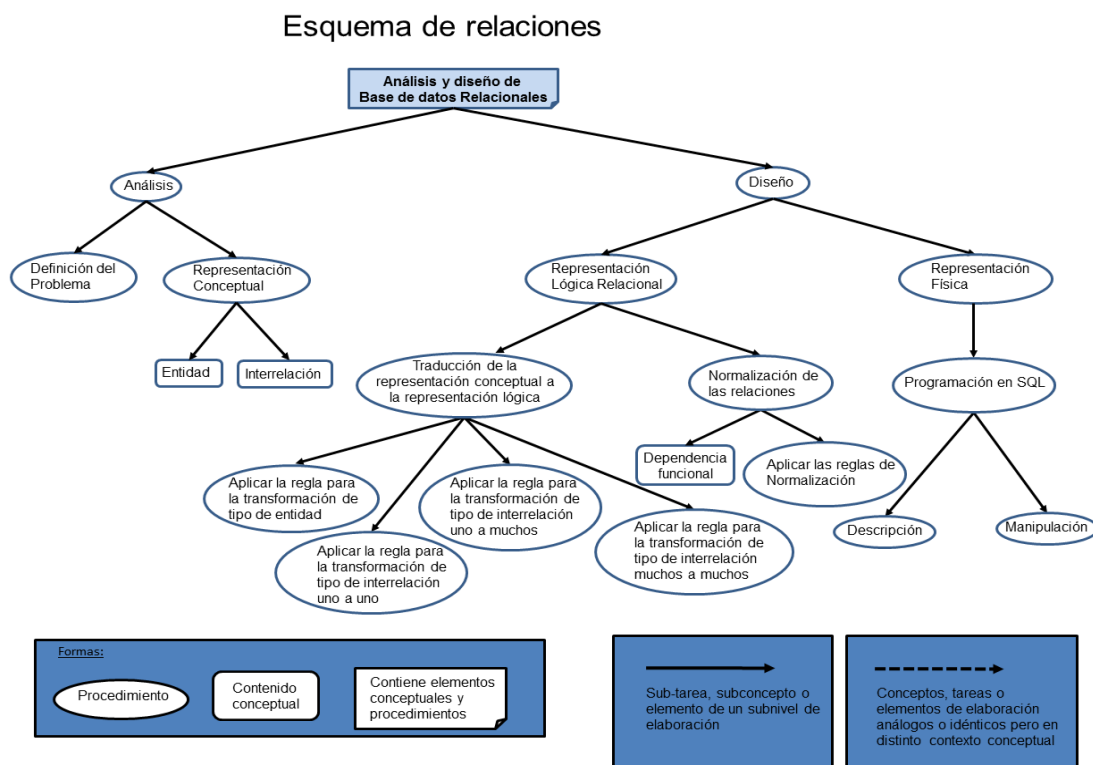 Esquema de relaciones
Análisis y diseño de
Base de datos Relacionales
Análisis
Diseño
Definición del
Problema
Representación
Conceptual
Representación
Lógica Relacional
Representación
Física
Entidad
Interrelación
Traducción de la
representación conceptual a
la representación lógica
Normalización de
las relaciones
Programación en SQL
Dependencia
funcional
Aplicar las reglas de
Normalización
Aplicar la regla para
la transformación de
tipo de entidad
Aplicar la regla para
la transformación de
tipo de interrelación
uno a muchos
Aplicar la regla para
la transformación de
tipo de interrelación
uno a uno
Aplicar la regla para
la transformación de
tipo de interrelación
muchos a muchos
Descripción
Manipulación
Formas:
Procedimiento
Contenido
conceptual
Contiene elementos
conceptuales y
procedimientos
Sub-tarea, subconcepto o
elemento de un subnivel de
elaboración
Conceptos, tareas o
elementos de elaboración
análogos o idénticos pero en
distinto contexto conceptual